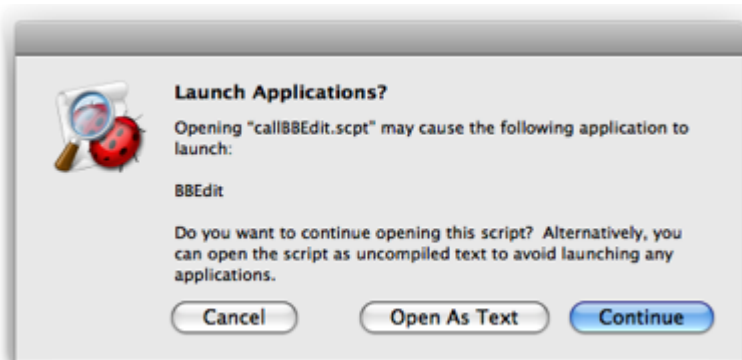 Launch Applications?
Opening “callBBEdit.scpt” may cause the following application to
launch:
BBEdit
Do you want to continue opening this script?  Alternatively, you
can open the script as uncompiled text to avoid launching any
applications.
Cancel Open As Text Continue